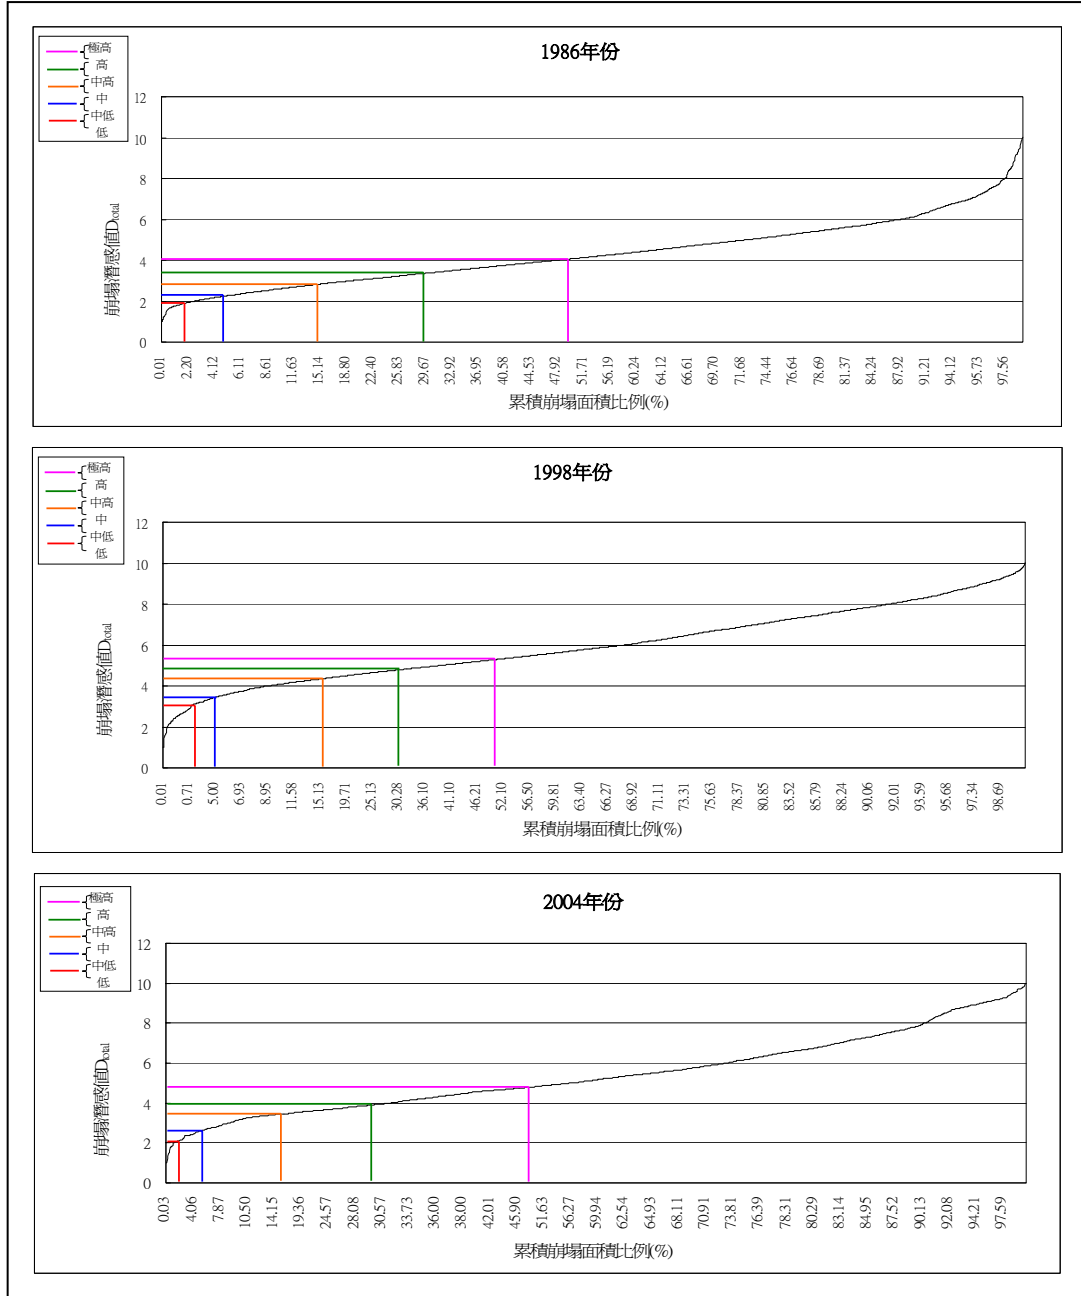 1986年份
極高
高
中高
中
中低
低
12
10
8
6
4
2
0
崩塌潛感值Dtotal
0.01 2.20 4.12 6.11 8.61 11.63 15.14 18.80 22.40 25.83 29.67 32.92 36.95 40.58 44.53 47.92 51.71 56.19 60.24 64.12 66.61 69.70 71.68 74.44 76.64 78.69 81.37 84.24 87.92 91.21 94.12 95.73 97.56
累積崩塌面積比例(%)
1998年份
極高
高
中高
中
中低
低
12
10
8
6
4
2
0
崩塌潛感值Dtotal
0.01 0.71 5.00 6.93 8.95 11.58 15.13 19.71 25.13 30.28 36.10 41.10 46.21 52.10 56.50 59.81 63.40 66.27 68.92 71.11 73.31 75.63 78.37 80.85 83.52 85.79 88.24 90.06 92.01 93.59 95.68 97.34 98.69
累積崩塌面積比例(%)
2004年份
極高
高
中高
中
中低
低
12
10
8
6
4
2
0
崩塌潛感值Dtotal
0.03 4.06 7.87 10.50 14.15 19.36 24.57 28.08 30.57 33.73 36.00 38.00 42.01 45.90 51.63 56.27 59.94 62.54 64.93 68.11 70.91 73.81 76.39 78.31 80.29 83.14 84.95 87.52 90.13 92.08 94.21 97.59
累積崩塌面積比例(%)